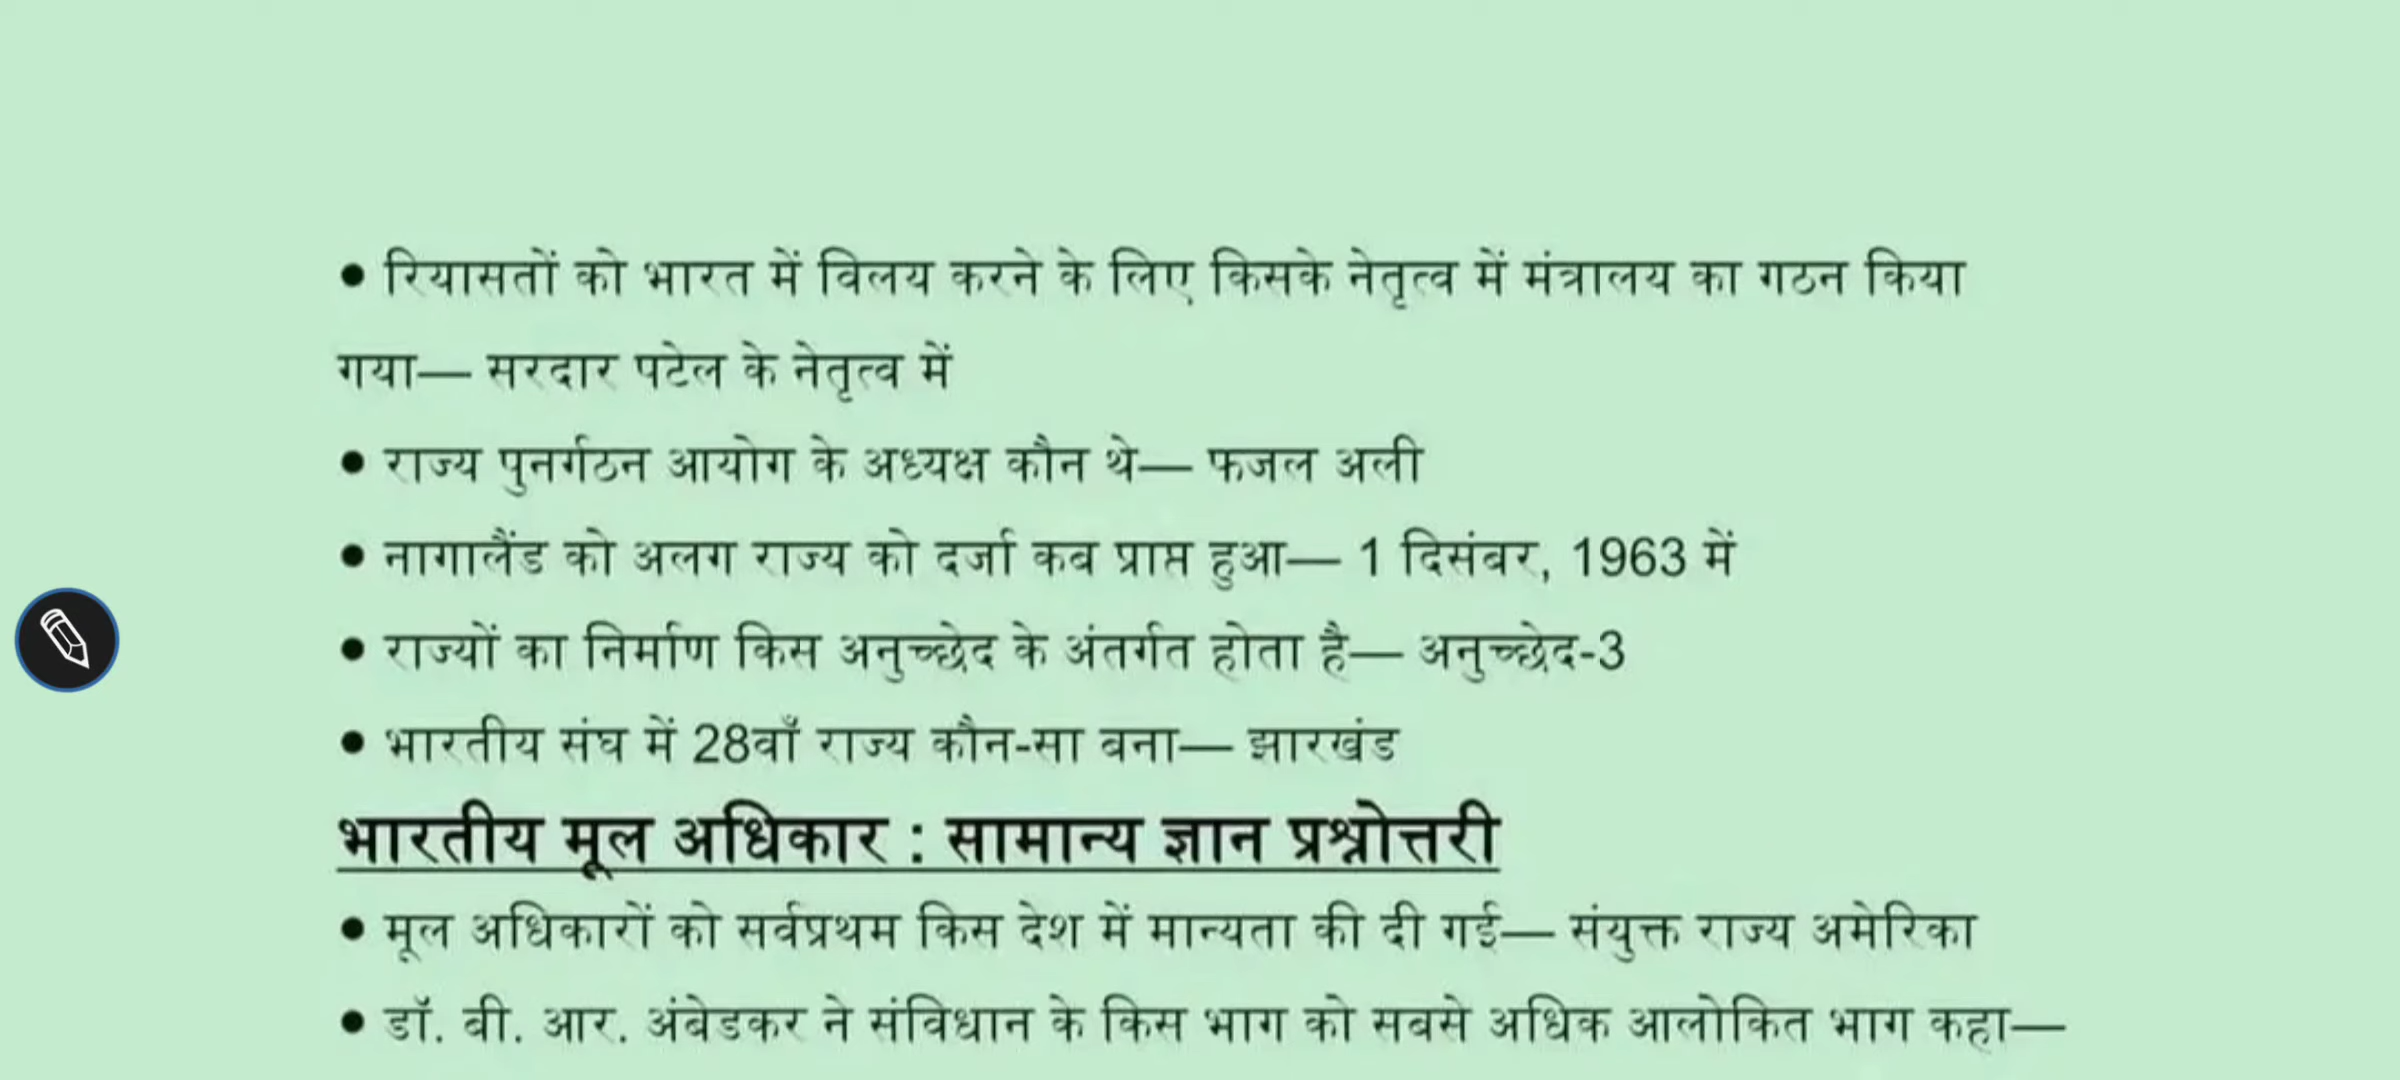 ● रियासतों को भारत में विलय करने के लिए किसके नेतृत्व में मंत्रालय का गठन किया
गया— सरदार पटेल के नेतृत्व में
● राज्य पुनर्गठन आयोग के अध्यक्ष कौन थे— फजल अली
● नागालैंड को अलग राज्य को दर्जा कब प्राप्त हुआ— 1 दिसंबर, 1963 में
● राज्यों का निर्माण किस अनुच्छेद के अंतर्गत होता है— अनुच्छेद-3
● भारतीय संघ में 28वाँ राज्य कौन-सा बना— झारखंड
भारतीय मूल अधिकार : सामान्य ज्ञान प्रश्नोत्तरी
● मूल अधिकारों को सर्वप्रथम किस देश में मान्यता की दी गई— संयुक्त राज्य अमेरिका
● डॉ. बी. आर. अंबेडकर ने संविधान के किस भाग को सबसे अधिक आलोकित भाग कहा—